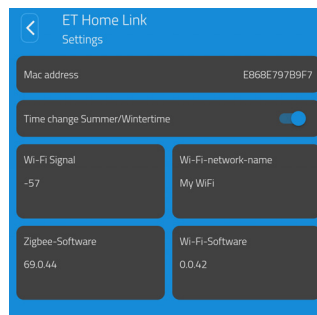 ET Home Link
Settings
Mac address E868E797B9F7
Time change Summer/Wintertime
Wi-Fi Signal
-57
Wi-Fi-network-name
My WiFi
Zigbee-Software
69.0.44
Wi-Fi-Software
0.0.42